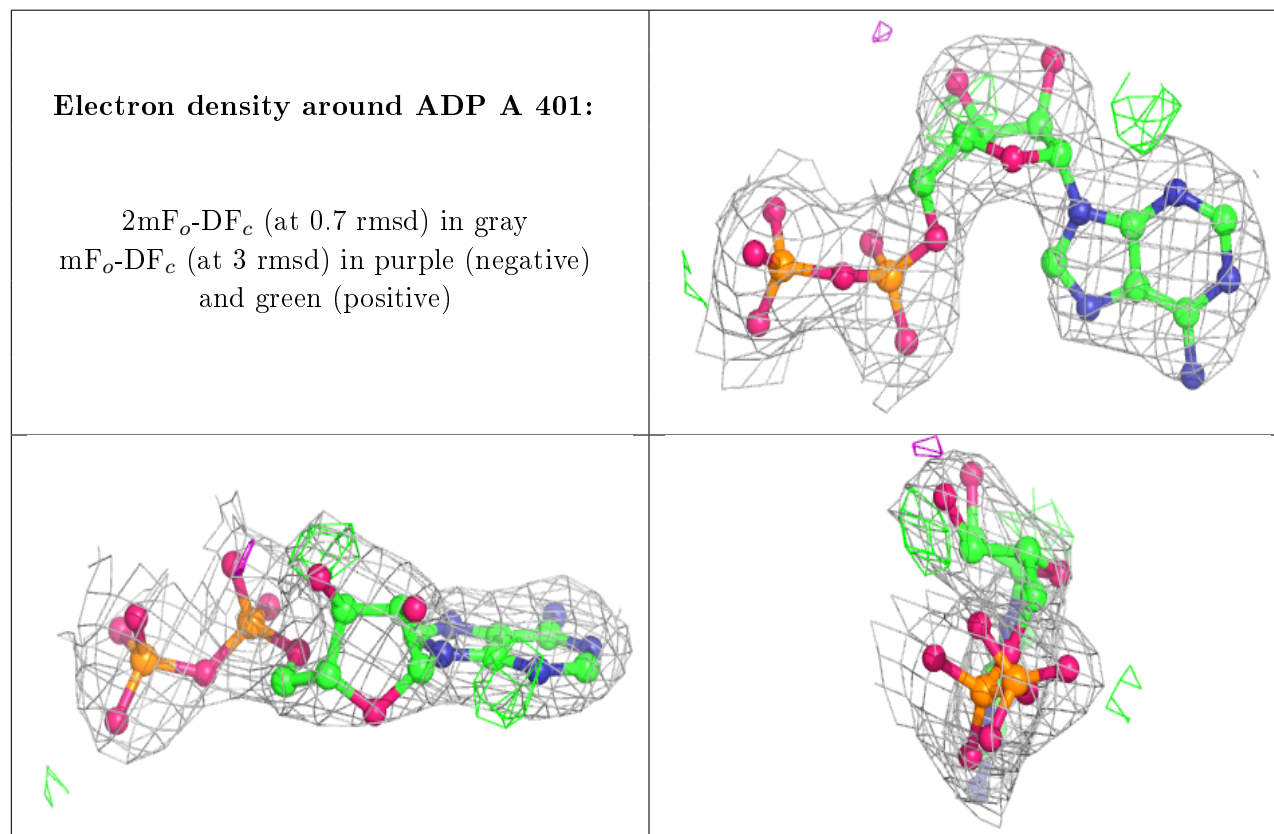 Electron density around ADP A 401:
2mFo-DFc (at 0.7 rmsd) in gray
mFo-DFc (at 3 rmsd) in purple (negative)
and green (positive)